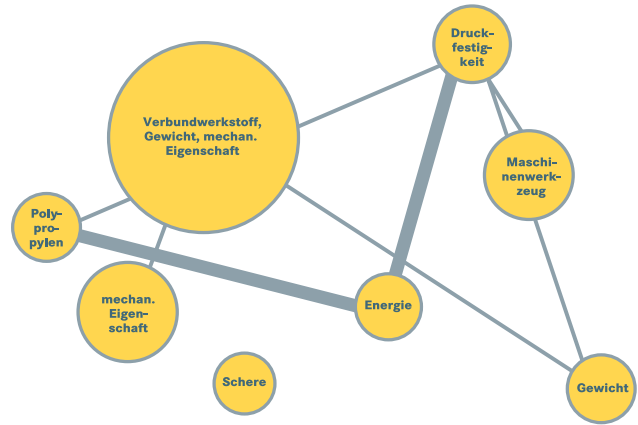 Druck-
festig-
keit
Verbundwerkstoff,
Gewicht, mechan.
Eigenschaft
Maschi-
nenwerk-
zeug
Poly-
pro-
pylen
mechan.
Eigen-
schaft
Energie
Schere
Gewicht